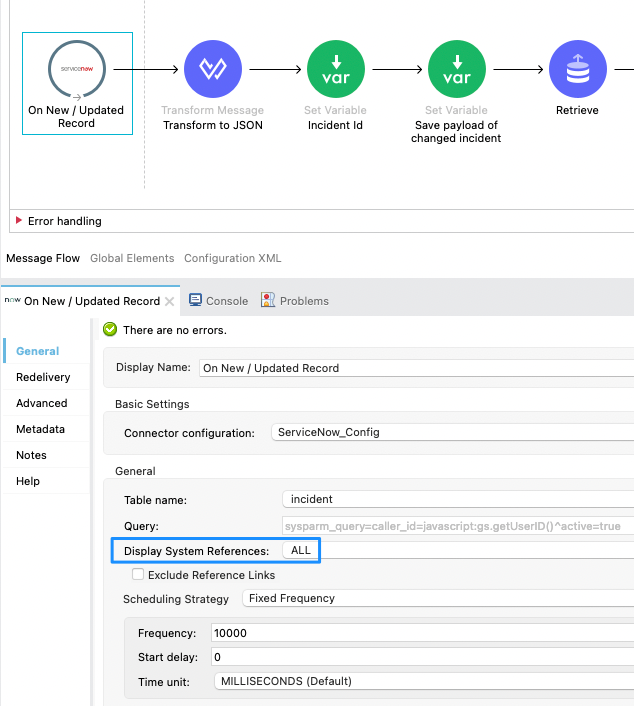 servicenow
On New / Updated
Record
Transform Message
Transform to JSON
var
Set Variable
Incident Id
var
Set Variable
Save payload of
changed incident
Retrieve
Error handling
Message Flow Global Elements Configuration XML
now On New / Updated Record Console Problems
There are no errors.
General
Redelivery
Advanced
Metadata
Notes
Help
Display Name: On New / Updated Record
Basic Settings
Connector configuration: ServiceNow_Config
General
Table name: incident
Query: sysparm_query=caller_id=javascript:gs.getUserID()^active=true
Display System References: ALL
Exclude Reference Links
Scheduling Strategy Fixed Frequency
Frequency: 10000
Start delay: 0
Time unit: MILLISECONDS (Default)